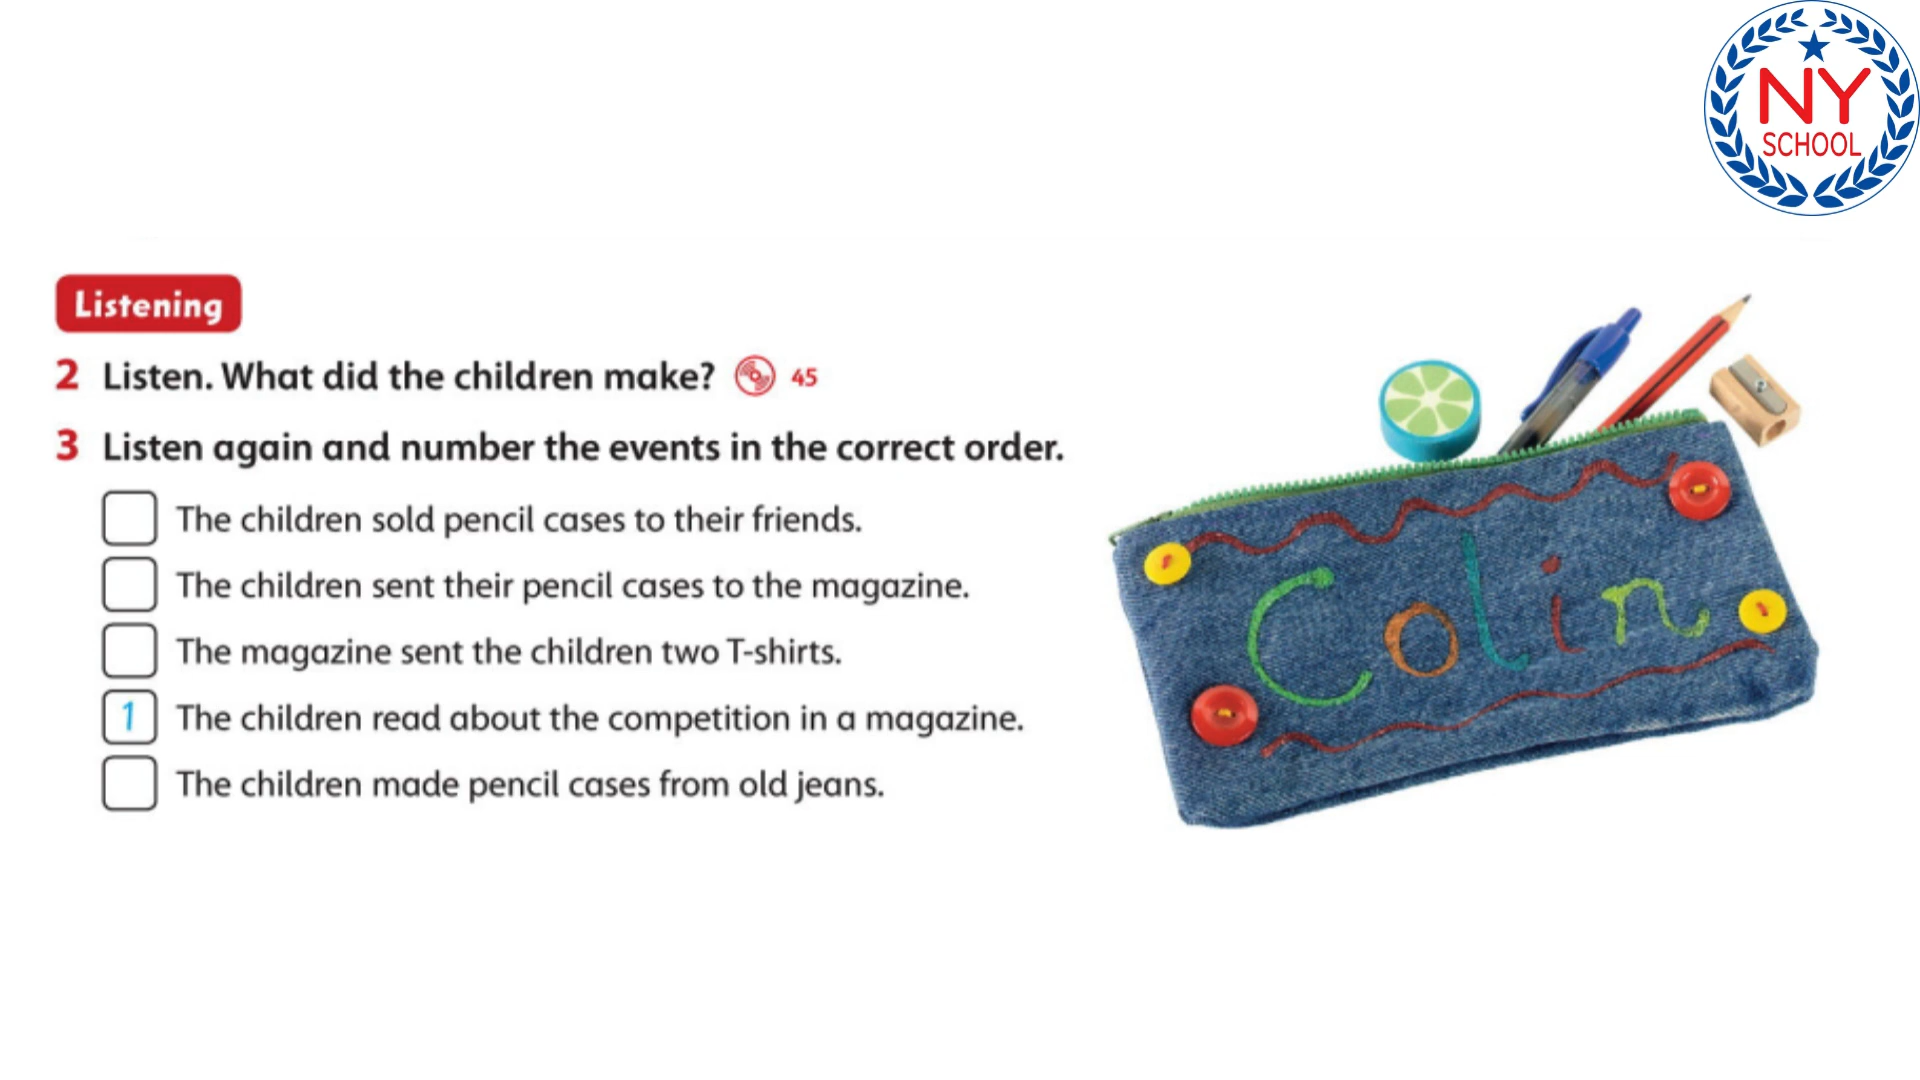 NY
SCHOOL
Listening
2 Listen. What did the children make? 45
3 Listen again and number the events in the correct order.
The children sold pencil cases to their friends.
The children sent their pencil cases to the magazine.
The magazine sent the children two T-shirts.
1 The children read about the competition in a magazine.
The children made pencil cases from old jeans.
Colin